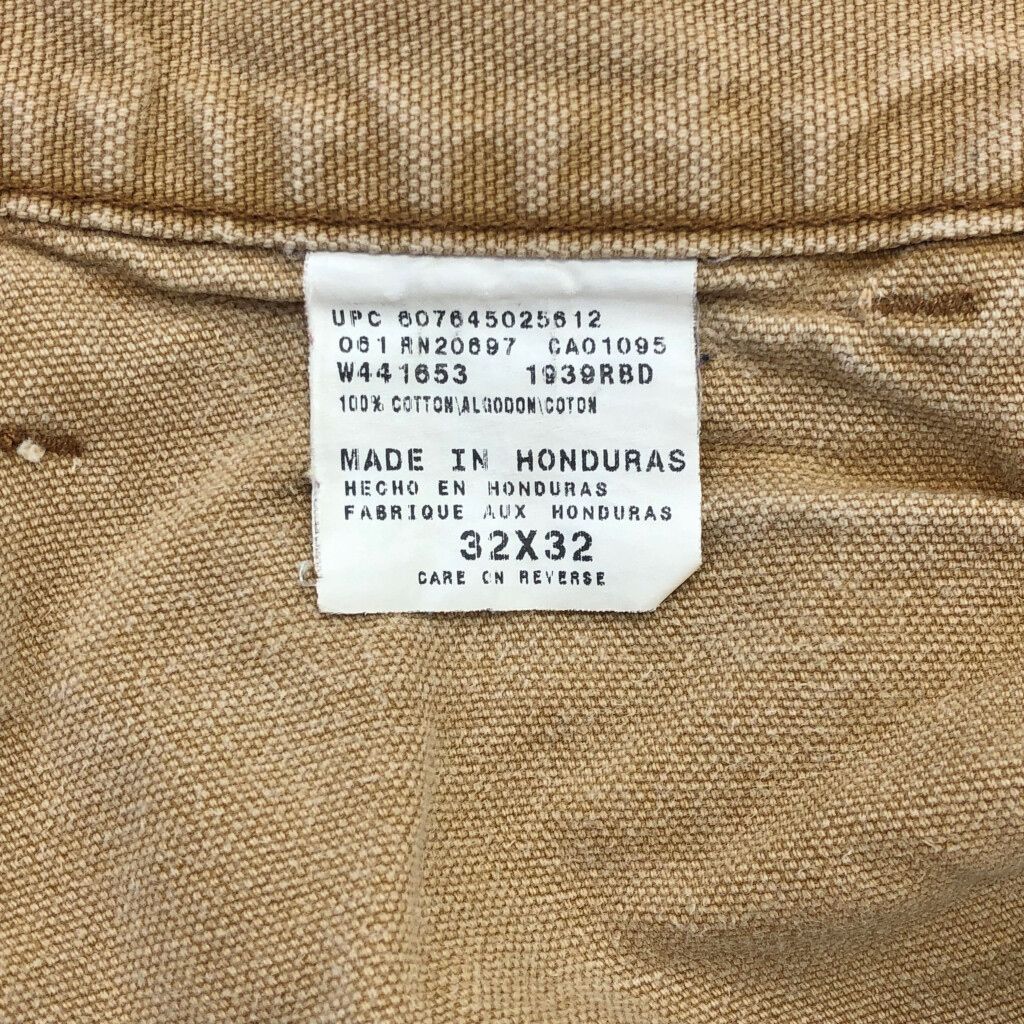 UPC 607645025612
061 RN20697 CA01095
W441653 1939RBD
100% COTTON\ALGODON\COTON
MADE IN HONDURAS
HECHO EN HONDURAS
FABRIQUE AUX HONDURAS
32X32
CARE ON REVERSE